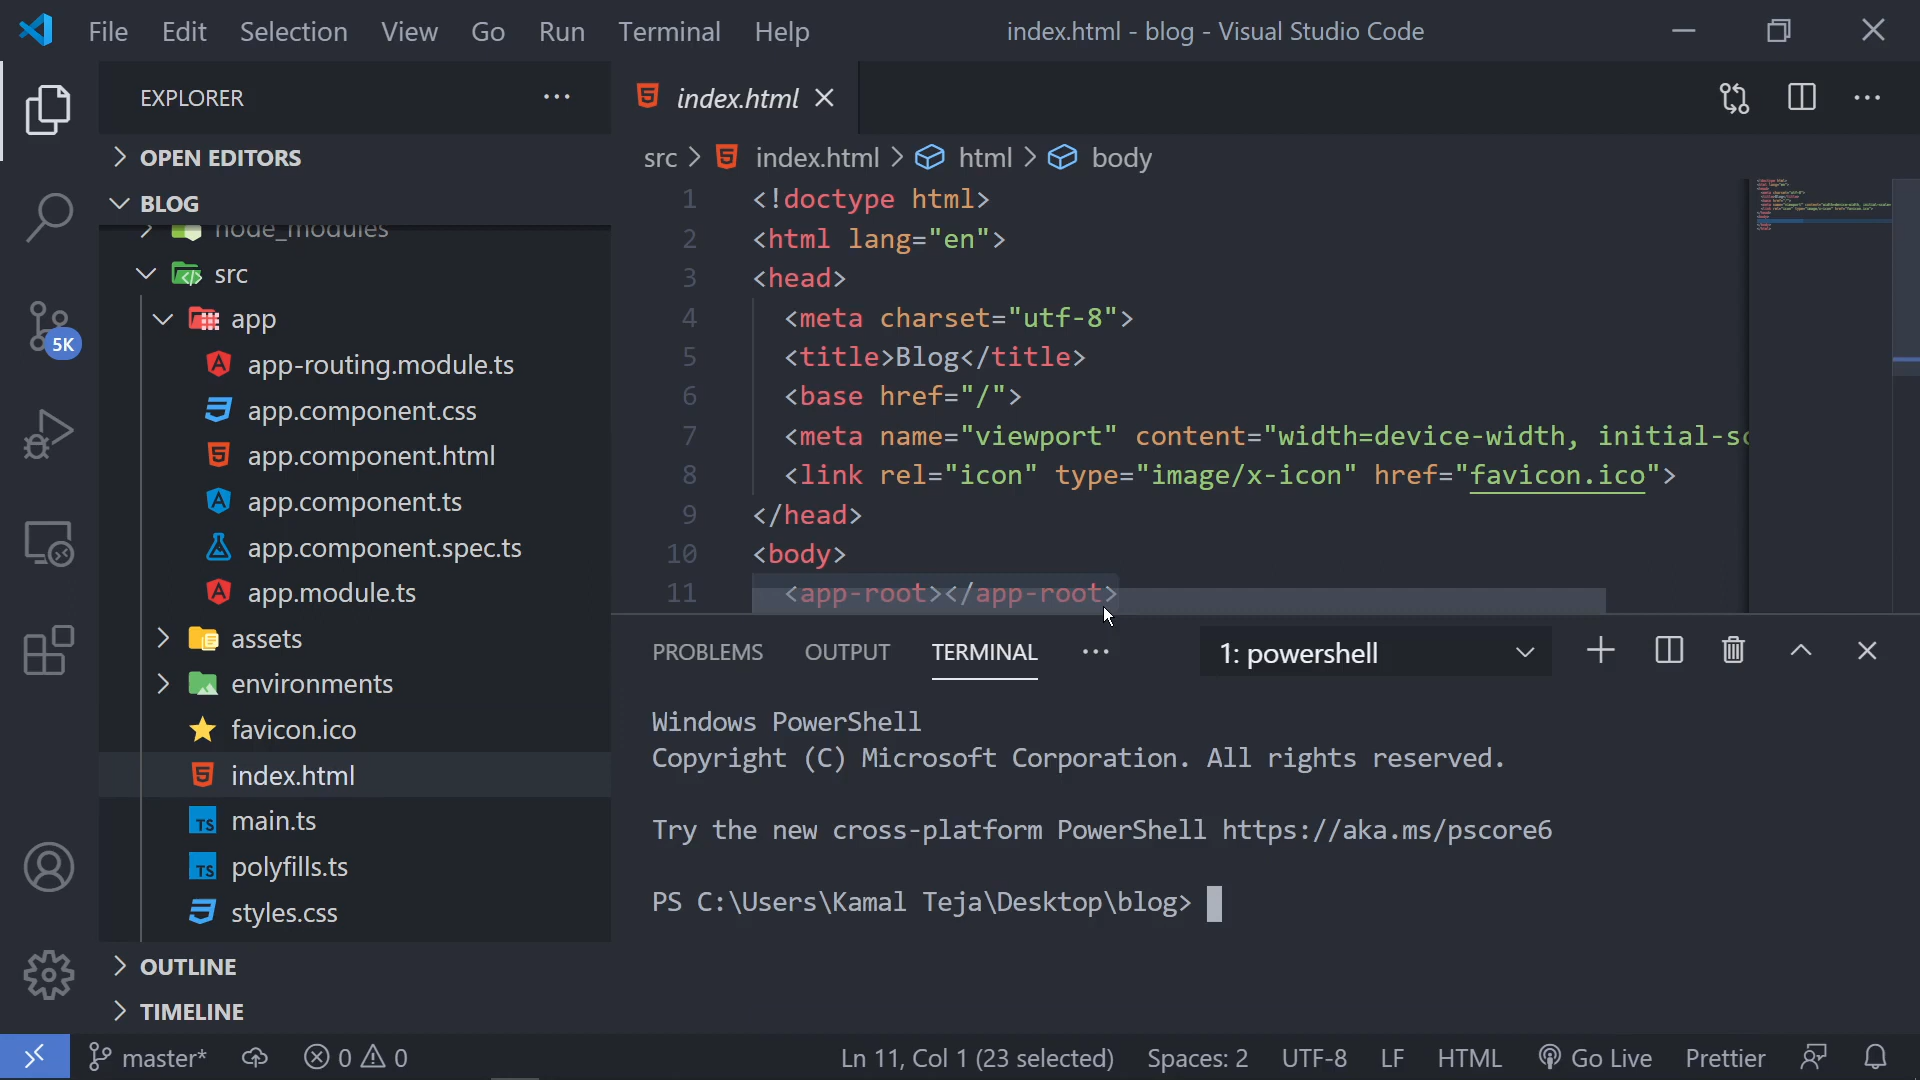 File Edit Selection View Go Run Terminal Help
index.html - blog - Visual Studio Code
5K
EXPLORER
OPEN EDITORS
BLOG
node_modules
src
app
app-routing.module.ts
app.component.css
app.component.html
app.component.ts
app.component.spec.ts
app.module.ts
assets
environments
favicon.ico
index.html
TS main.ts
TS polyfills.ts
styles.css
OUTLINE
TIMELINE
index.html
src > index.html > html > body
1 <!doctype html>
2 <html lang="en">
3 <head>
4 <meta charset="utf-8">
5 <title>Blog</title>
6 <base href="/">
7 <meta name="viewport" content="width=device-width, initial-sc
8 <link rel="icon" type="image/x-icon" href="favicon.ico">
9 </head>
10 <body>
11 <app-root></app-root>
PROBLEMS OUTPUT TERMINAL ··· 1: powershell
Windows PowerShell
Copyright (C) Microsoft Corporation. All rights reserved.
Try the new cross-platform PowerShell https://aka.ms/pscore6
PS C:\Users\Kamal Teja\Desktop\blog>
master* 0 0 Ln 11, Col 1 (23 selected) Spaces: 2 UTF-8 LF HTML Go Live Prettier